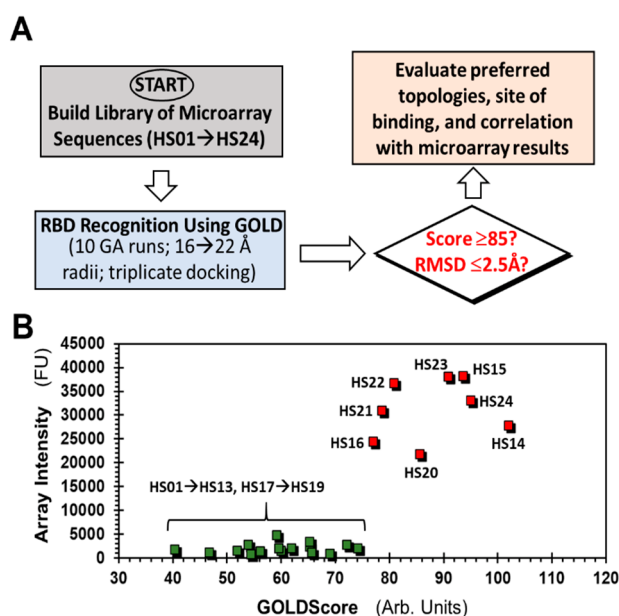 A
START
Build Library of Microarray
Sequences (HS01→HS24)
RBD Recognition Using GOLD
(10 GA runs; 16→22 Å
radii; triplicate docking)
Score ≥85?
RMSD ≤2.5Å?
Evaluate preferred
topologies, site of
binding, and correlation
with microarray results
B
Array Intensity (FU)
45000
40000
35000
30000
25000
20000
15000
10000
5000
0
HS23
HS15
HS22
HS24
HS21
HS16
HS14
HS20
HS01→HS13, HS17→HS19
30 40 50 60 70 80 90 100 110 120
GOLDScore (Arb. Units)